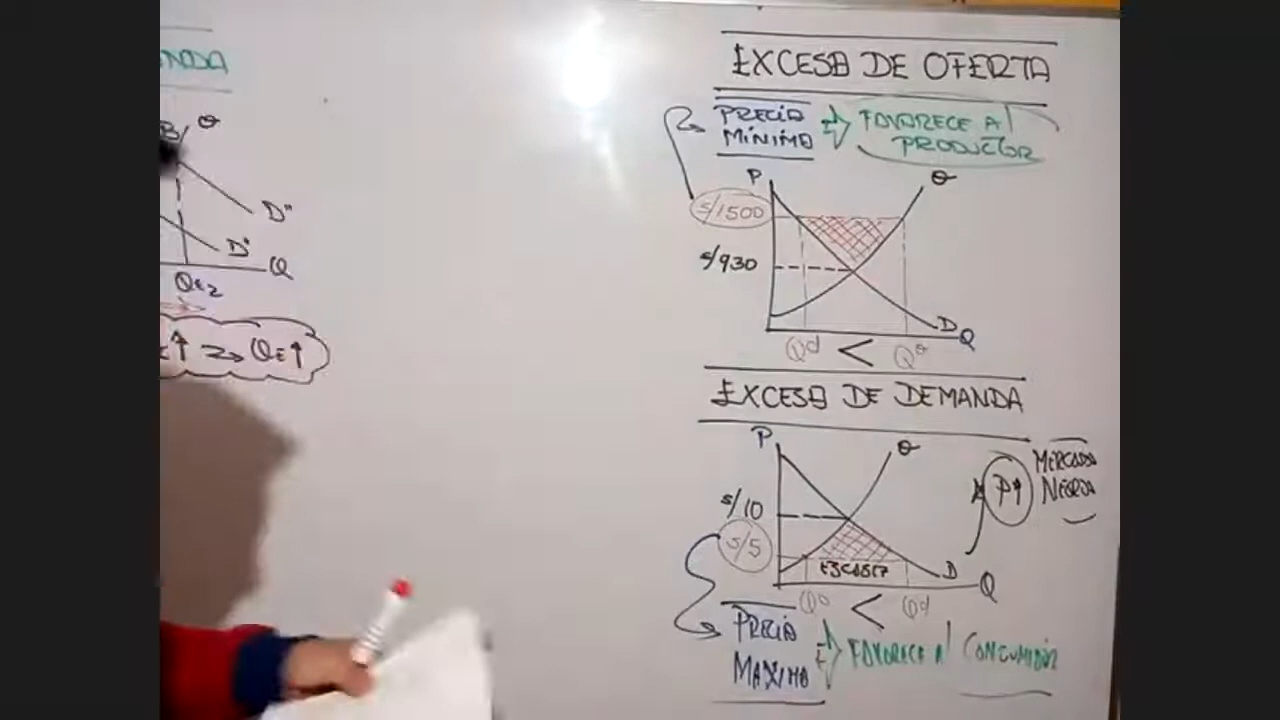 NDA
B
O
D"
D'
Q
QE2
↑ QE↑
EXCESO DE OFERTA
PRECIO
MÍNIMO
FAVORECE Al
PRODUCTOR
P
O
S/1500
S/930
D
Q
Qd < Qo
EXCESO DE DEMANDA
P
O
MERCADO
NEGRO
P↑
S/10
S/5
D
Q
Qo < Qd
PRECIO
MAXIMO
FAVORECE Al CONSUMIDOR